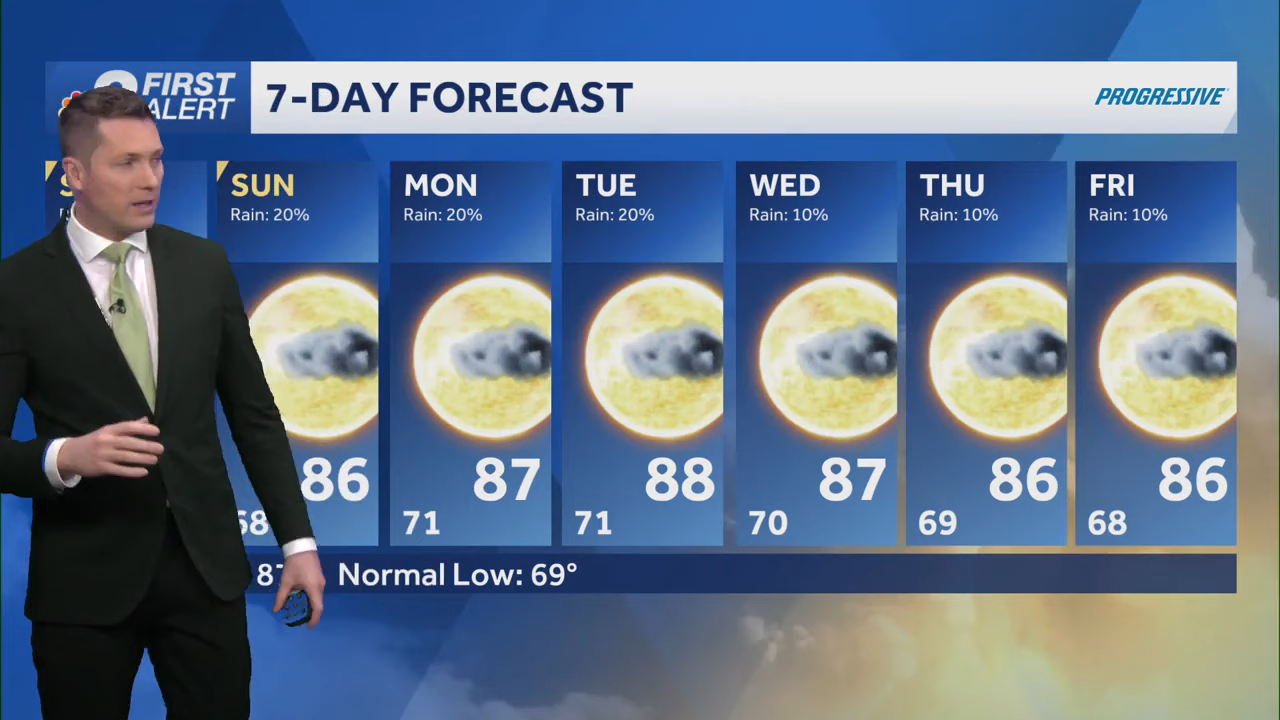 FIRST
ALERT
7-DAY FORECAST
PROGRESSIVE
SUN
Rain: 20%
86
68
MON
Rain: 20%
87
71
TUE
Rain: 20%
88
71
WED
Rain: 10%
87
70
THU
Rain: 10%
86
69
FRI
Rain: 10%
86
68
87 Normal Low: 69°